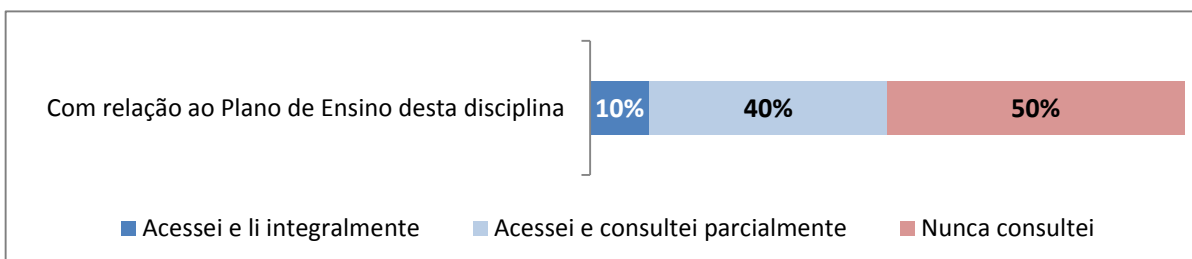 Com relação ao Plano de Ensino desta disciplina 10% 40% 50%
Acessei e li integralmente Acessei e consultei parcialmente Nunca consultei